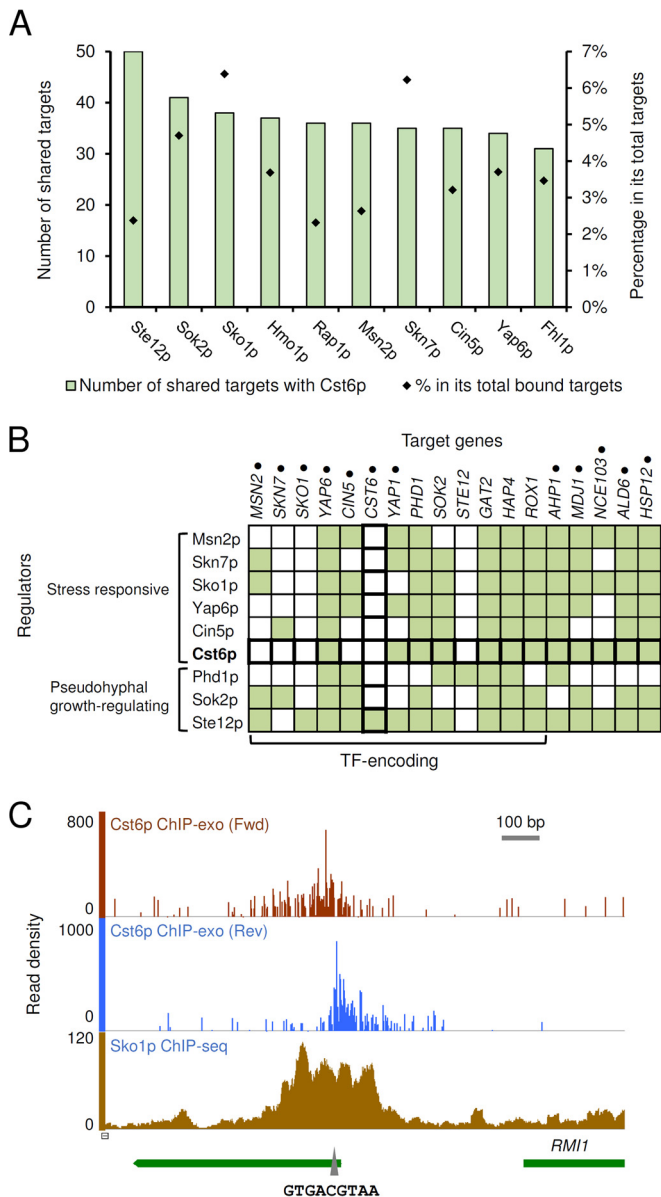 A
50
40
30
20
10
0
Number of shared targets
7%
6%
5%
4%
3%
2%
1%
0%
Percentage in its total targets
Ste12p
Sok2p
Sko1p
Hmo1p
Rap1p
Msn2p
Skn7p
Cin5p
Yap6p
Fhl1p
Number of shared targets with Cst6p
% in its total bound targets
B
Target genes
MSN2
SKN7
SKO1
YAP6
CIN5
CST6
YAP1
PHD1
SOK2
STE12
GAT2
HAP4
ROX1
AHP1
MDJ1
NCE103
ALD6
HSP12
Regulators
Stress responsive
Msn2p
Skn7p
Sko1p
Yap6p
Cin5p
Cst6p
Pseudohyphal
growth-regulating
Phd1p
Sok2p
Ste12p
TF-encoding
C
Read density
800
0
Cst6p ChIP-exo (Fwd)
100 bp
1000
0
Cst6p ChIP-exo (Rev)
120
0
Sko1p ChIP-seq
RMI1
GTGACGTAA